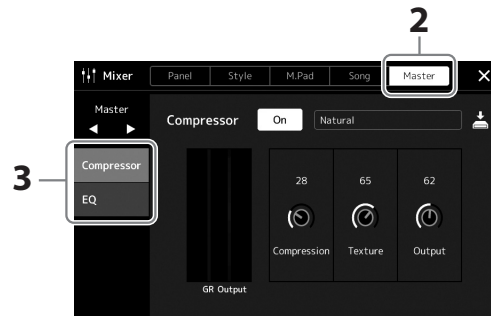 2
Mixer Panel Style M.Pad Song Master
Master
Compressor On Natural
3
Compressor
EQ
28 65 62
Compression Texture Output
GR Output